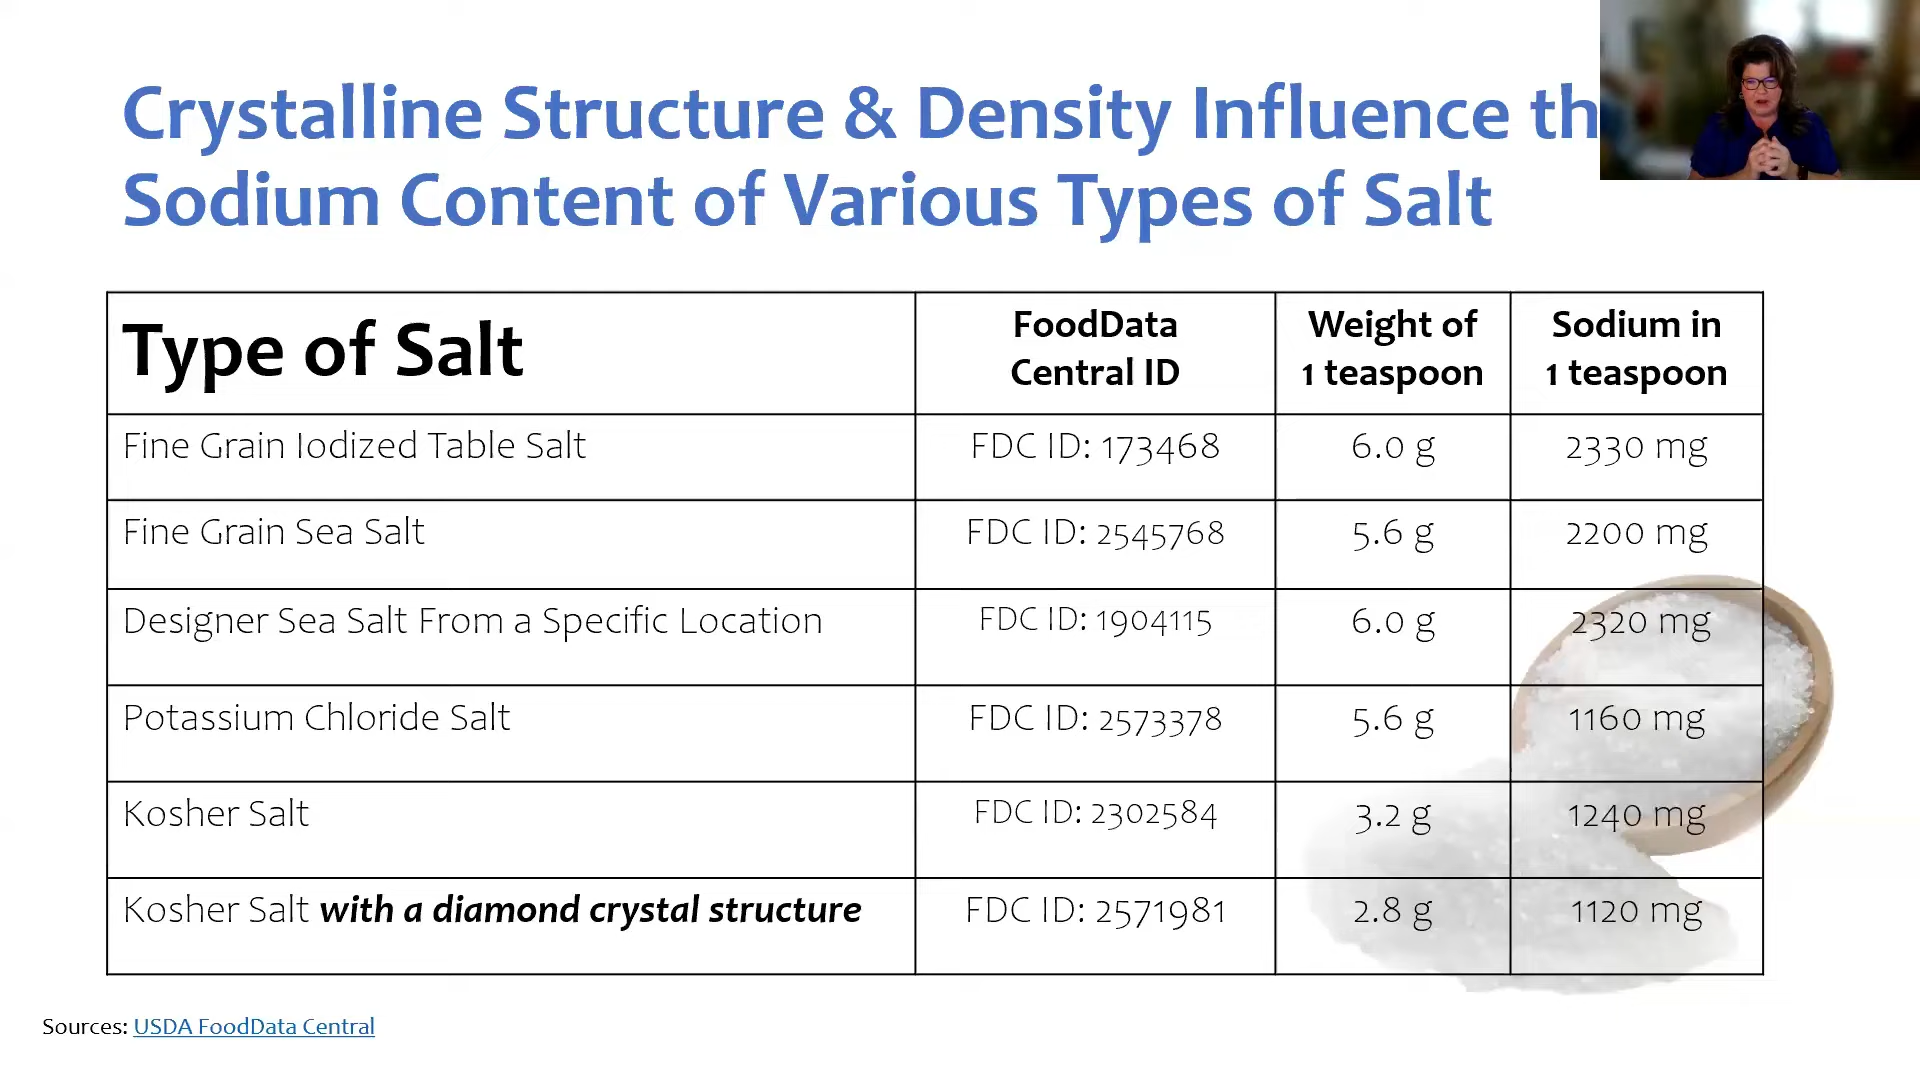 Crystalline Structure & Density Influence th
Sodium Content of Various Types of Salt
Type of Salt
FoodData
Central ID
Weight of
1 teaspoon
Sodium in
1 teaspoon
Fine Grain Iodized Table Salt
FDC ID: 173468
6.0 g
2330 mg
Fine Grain Sea Salt
FDC ID: 2545768
5.6 g
2200 mg
Designer Sea Salt From a Specific Location
FDC ID: 1904115
6.0 g
2320 mg
Potassium Chloride Salt
FDC ID: 2573378
5.6 g
1160 mg
Kosher Salt
FDC ID: 2302584
3.2 g
1240 mg
Kosher Salt with a diamond crystal structure
FDC ID: 2571981
2.8 g
1120 mg
Sources: USDA FoodData Central